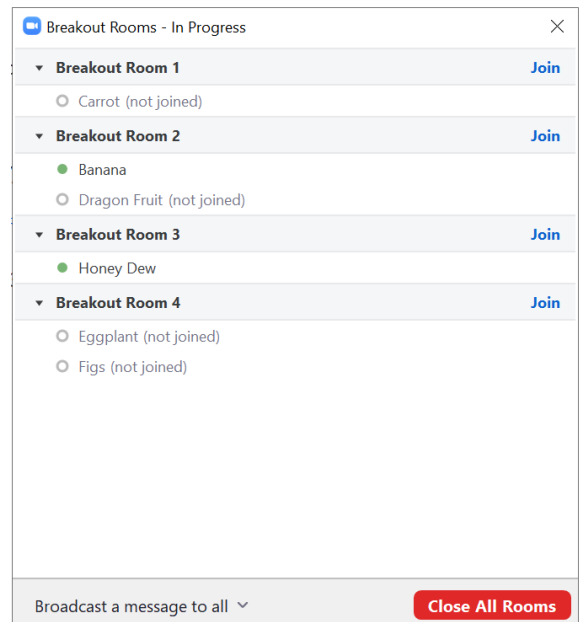 Breakout Rooms - In Progress
Breakout Room 1 Join
Carrot (not joined)
Breakout Room 2 Join
Banana
Dragon Fruit (not joined)
Breakout Room 3 Join
Honey Dew
Breakout Room 4 Join
Eggplant (not joined)
Figs (not joined)
Broadcast a message to all Close All Rooms